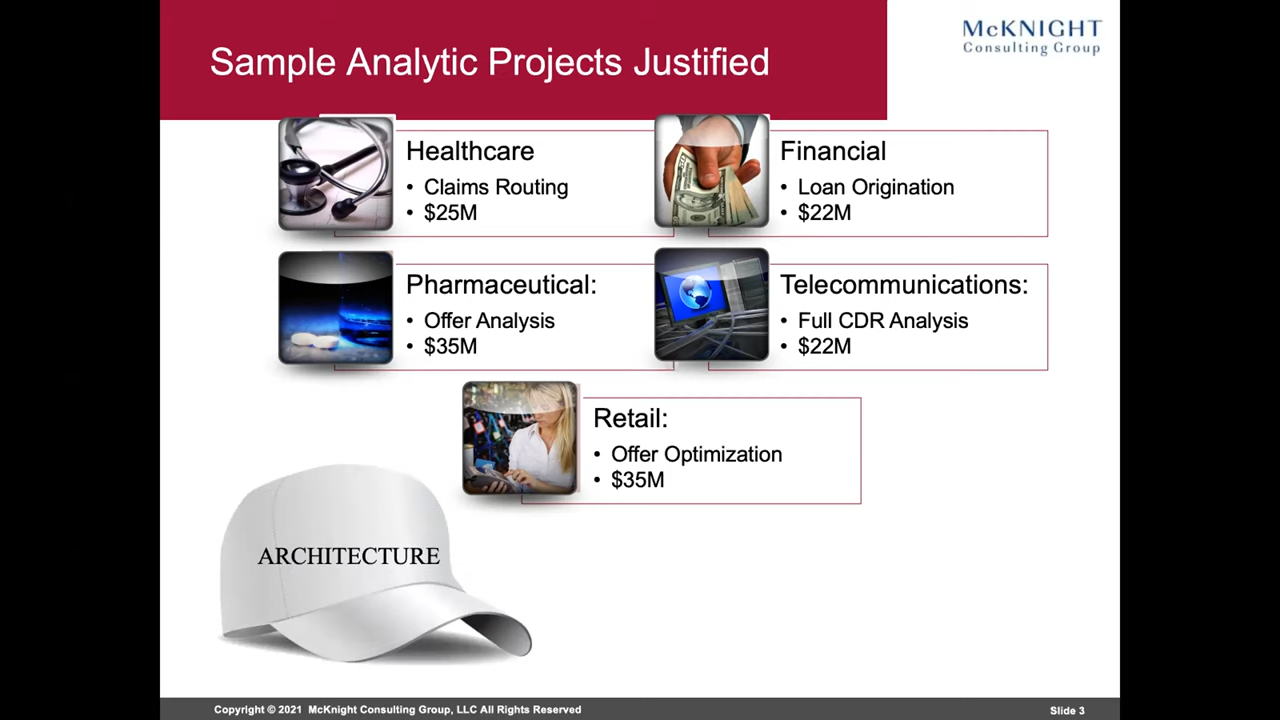 Sample Analytic Projects Justified
McKNIGHT
Consulting Group
Healthcare
• Claims Routing
• $25M
Financial
• Loan Origination
• $22M
Pharmaceutical:
• Offer Analysis
• $35M
Telecommunications:
• Full CDR Analysis
• $22M
Retail:
• Offer Optimization
• $35M
ARCHITECTURE
Copyright © 2021 McKnight Consulting Group, LLC All Rights Reserved
Slide 3